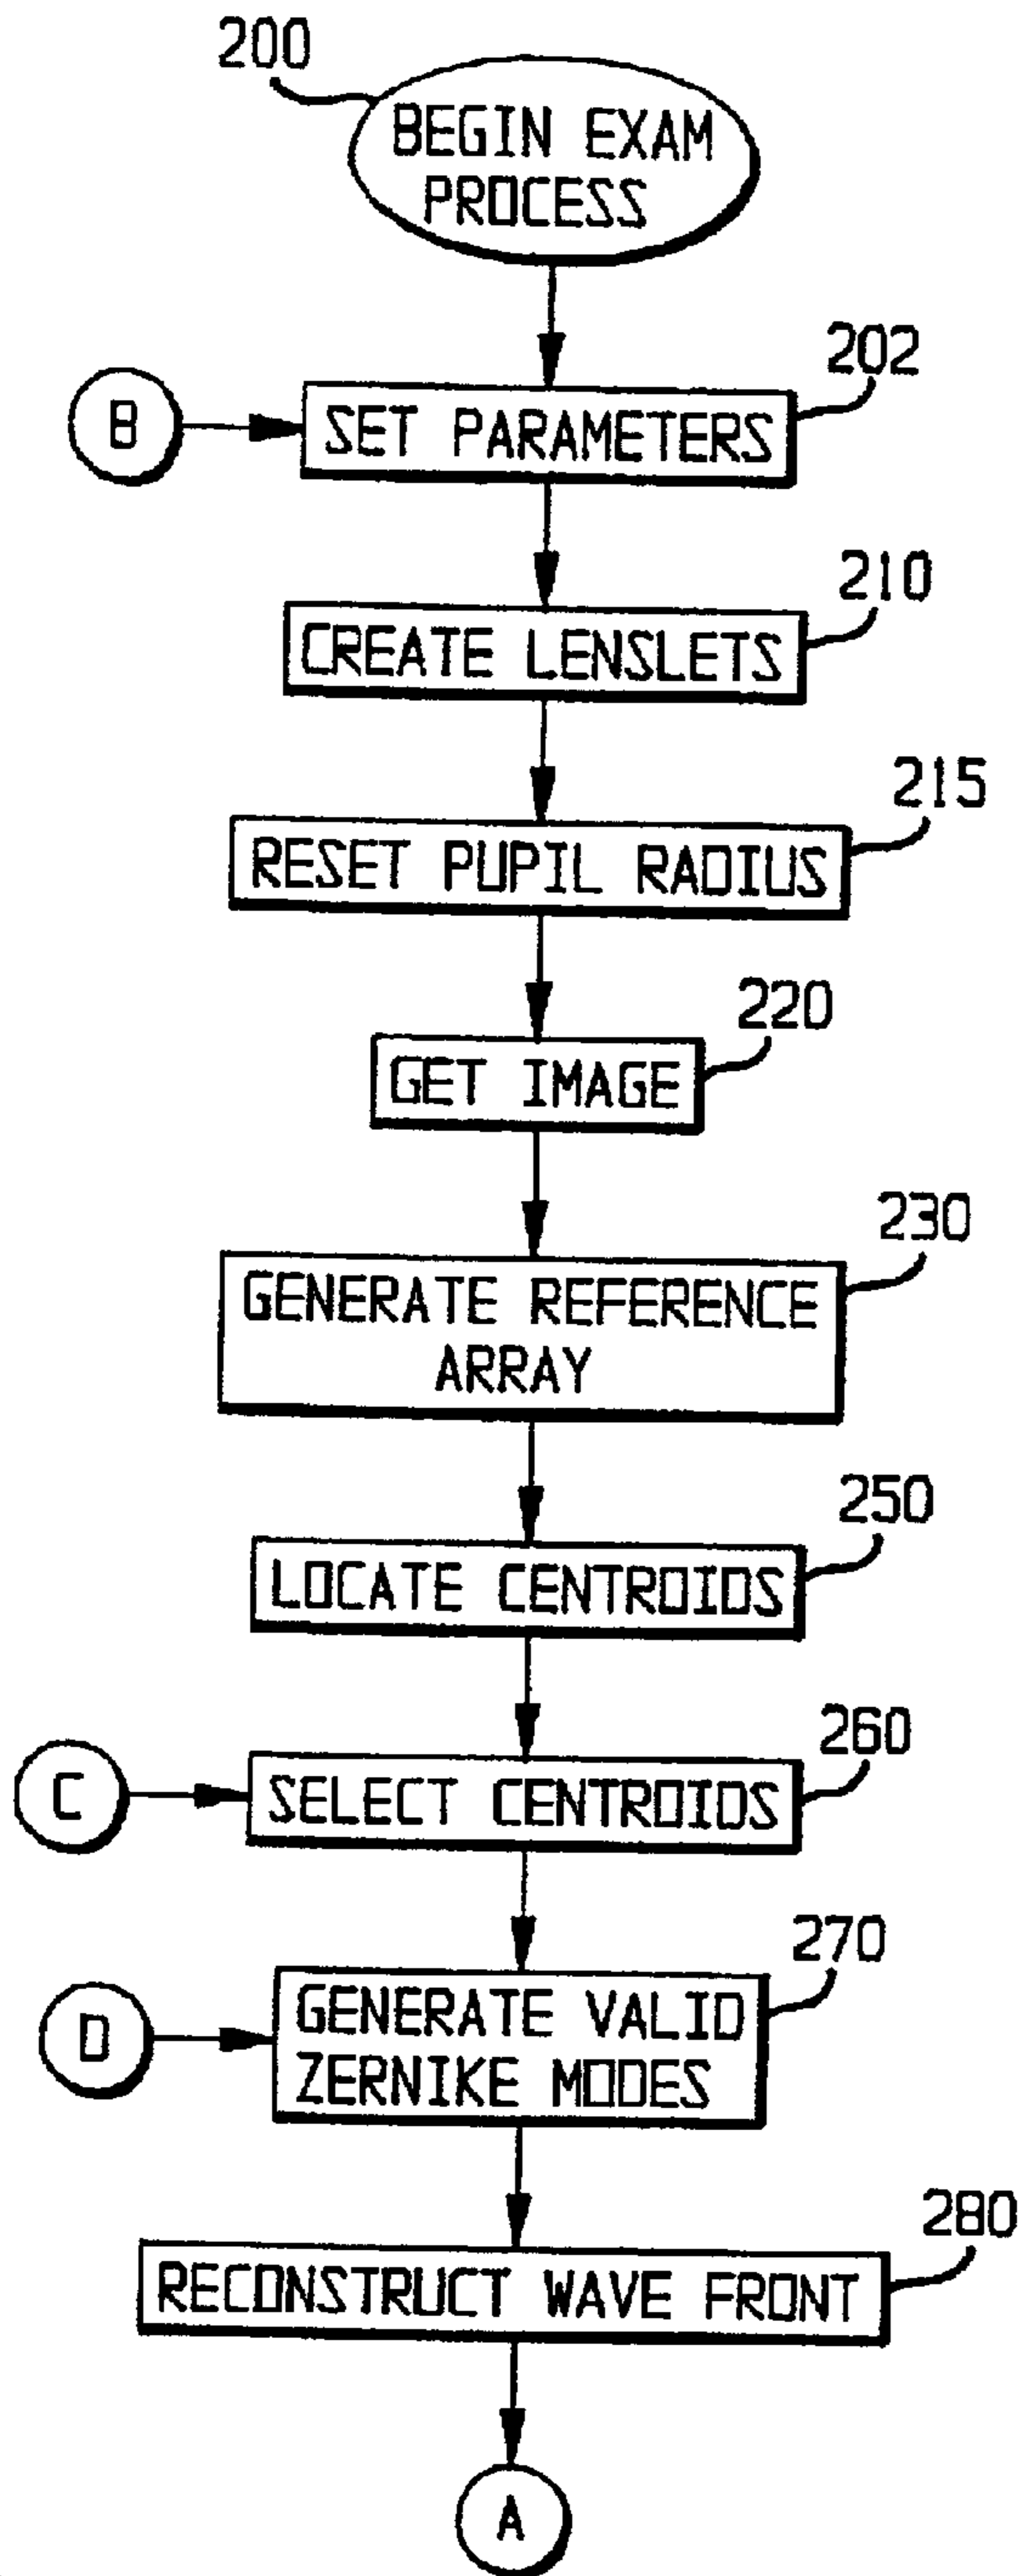 200
BEGIN EXAM
PROCESS
202
B
SET PARAMETERS
210
CREATE LENSLETS
215
RESET PUPIL RADIUS
220
GET IMAGE
230
GENERATE REFERENCE
ARRAY
250
LOCATE CENTROIDS
260
C
SELECT CENTROIDS
270
D
GENERATE VALID
ZERNIKE MODES
280
RECONSTRUCT WAVE FRONT
A